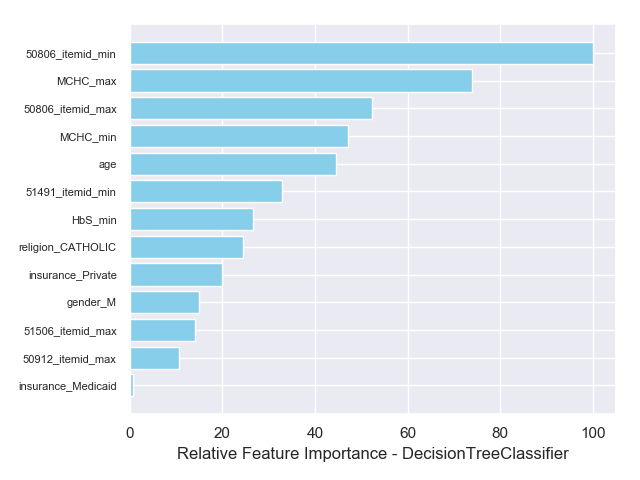 50806_itemid_min
MCHC_max
50806_itemid_max
MCHC_min
age
51491_itemid_min
HbS_min
religion_CATHOLIC
insurance_Private
gender_M
51506_itemid_max
50912_itemid_max
insurance_Medicaid
0 20 40 60 80 100
Relative Feature Importance - DecisionTreeClassifier